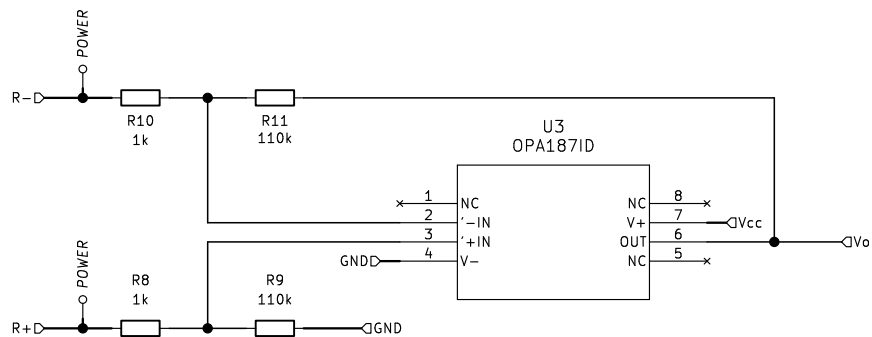 POWER
R-
R10
1k
R11
110k
U3
OPA187ID
1
NC
NC
8
2
'-IN
V+
7
Vcc
3
'+IN
OUT
6
Vo
GND
4
V-
NC
5
POWER
R8
1k
R9
110k
R+
GND